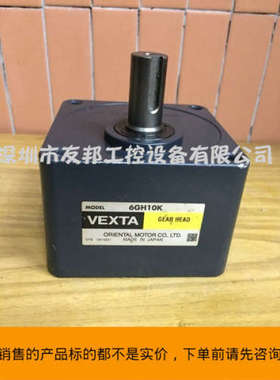 深圳市友邦工控设备有限公司
MODEL 6GH10K
VEXTA GEAR HEAD
ORIENTAL MOTOR CO., LTD.
MADE IN JAPAN
销售的产品标的都不是实价，下单前请先咨询